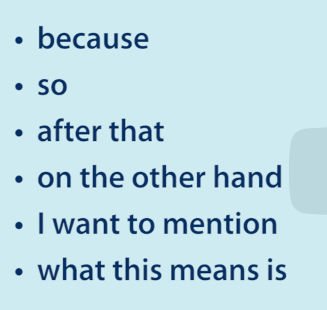 • because
• so
• after that
• on the other hand
• I want to mention
• what this means is